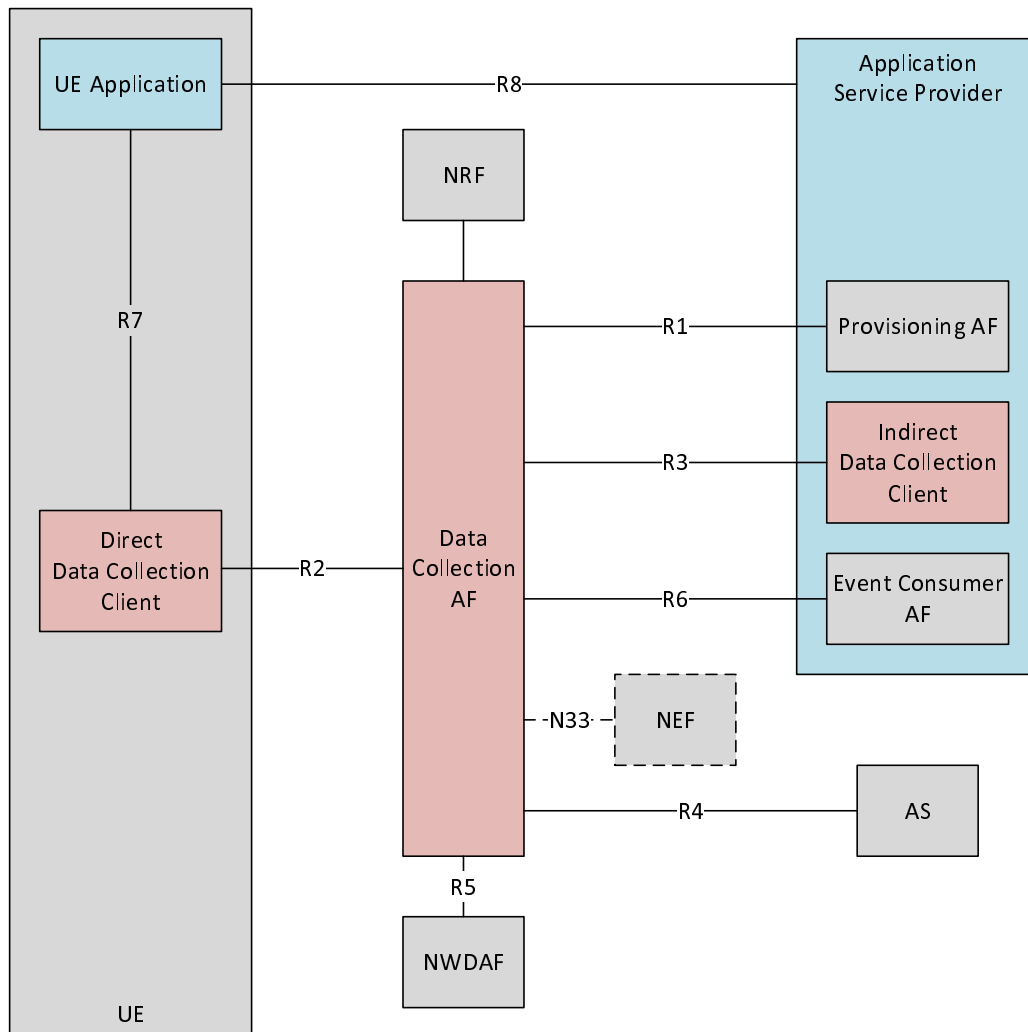 UE Application
R8
Application
Service Provider
NRF
R7
R1
Provisioning AF
R3
Indirect
Data Collection
Client
Direct
Data Collection
Client
R2
Data
Collection
AF
R6
Event Consumer
AF
N33
NEF
R4
AS
R5
NWDAF
UE